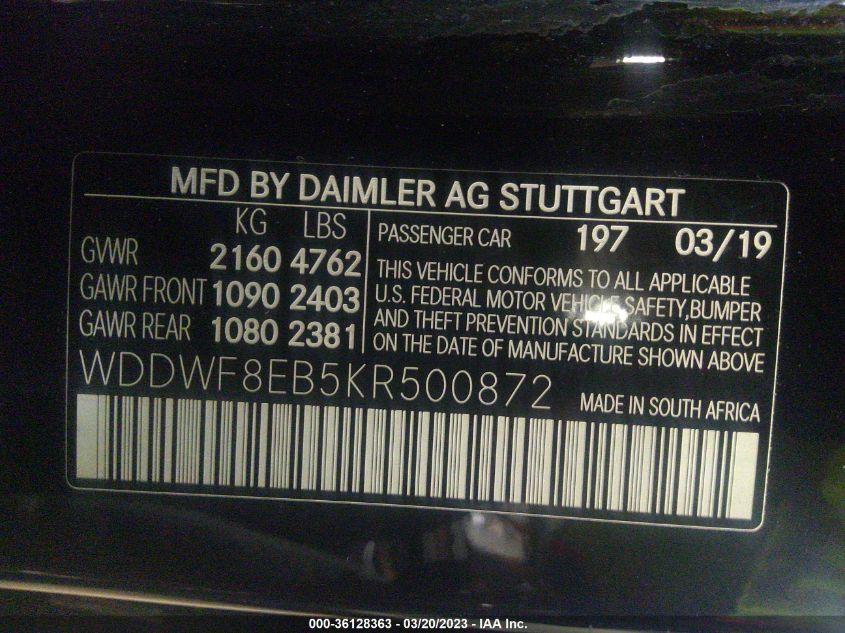 MFD BY DAIMLER AG STUTTGART
KG LBS
GVWR 2160 4762
GAWR FRONT 1090 2403
GAWR REAR 1080 2381
PASSENGER CAR 197 03/19
THIS VEHICLE CONFORMS TO ALL APPLICABLE
U.S. FEDERAL MOTOR VEHICLE SAFETY,BUMPER
AND THEFT PREVENTION STANDARDS IN EFFECT
ON THE DATE OF MANUFACTURE SHOWN ABOVE
WDDWF8EB5KR500872
MADE IN SOUTH AFRICA
000-36128363 - 03/20/2023 - IAA Inc.